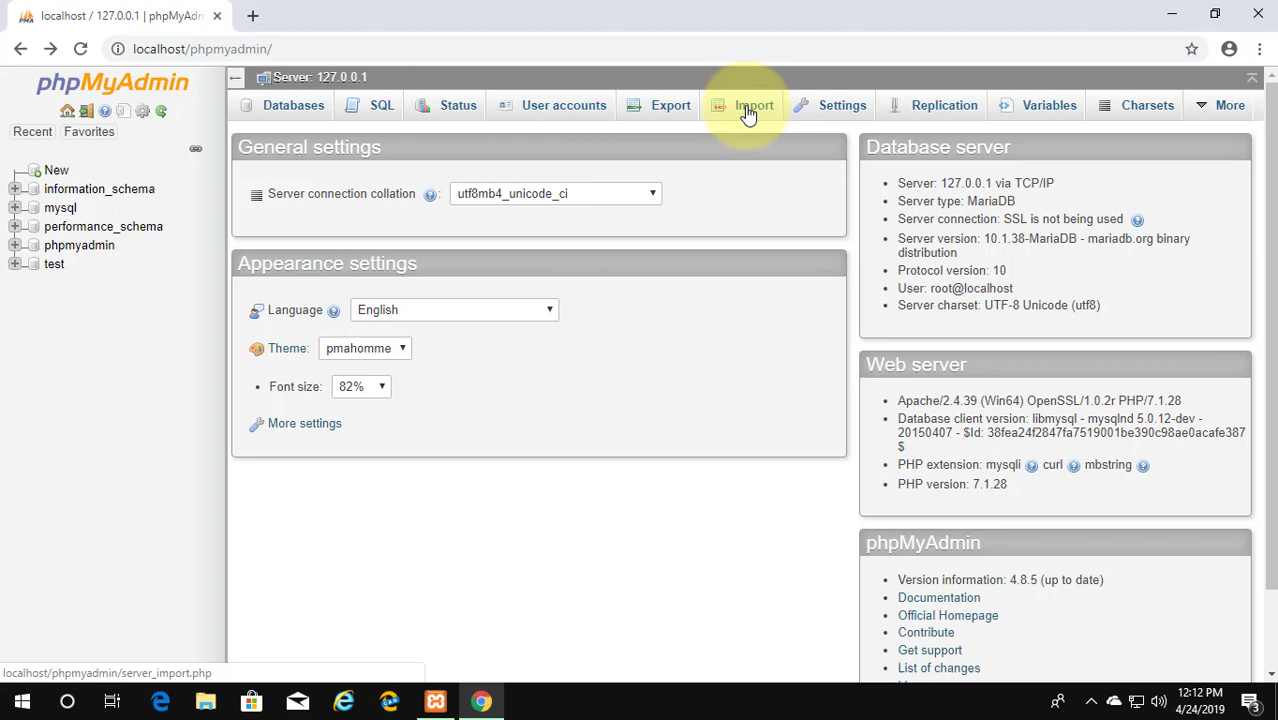 localhost / 127.0.0.1 | phpMyAdm
localhost/phpmyadmin/
phpMyAdmin
Recent
Favorites
New
information_schema
mysql
performance_schema
phpmyadmin
test
Server: 127.0.0.1
Databases
SQL
Status
User accounts
Export
Import
Settings
Replication
Variables
Charsets
More
General settings
Server connection collation
:
utf8mb4_unicode_ci
Appearance settings
Language
English
Theme:
pmahomme
Font size:
82%
More settings
Database server
Server: 127.0.0.1 via TCP/IP
Server type: MariaDB
Server connection: SSL is not being used
Server version: 10.1.38-MariaDB - mariadb.org binary
distribution
Protocol version: 10
User: root@localhost
Server charset: UTF-8 Unicode (utf8)
Web server
Apache/2.4.39 (Win64) OpenSSL/1.0.2r PHP/7.1.28
Database client version: libmysql - mysqlnd 5.0.12-dev -
20150407 - $Id: 38fea24f2847fa7519001be390c98ae0acafe387
$
PHP extension: mysqli curl mbstring
PHP version: 7.1.28
phpMyAdmin
Version information: 4.8.5 (up to date)
Documentation
Official Homepage
Contribute
Get support
List of changes
localhost/phpmyadmin/server_import.php
12:12 PM
4/24/2019
3